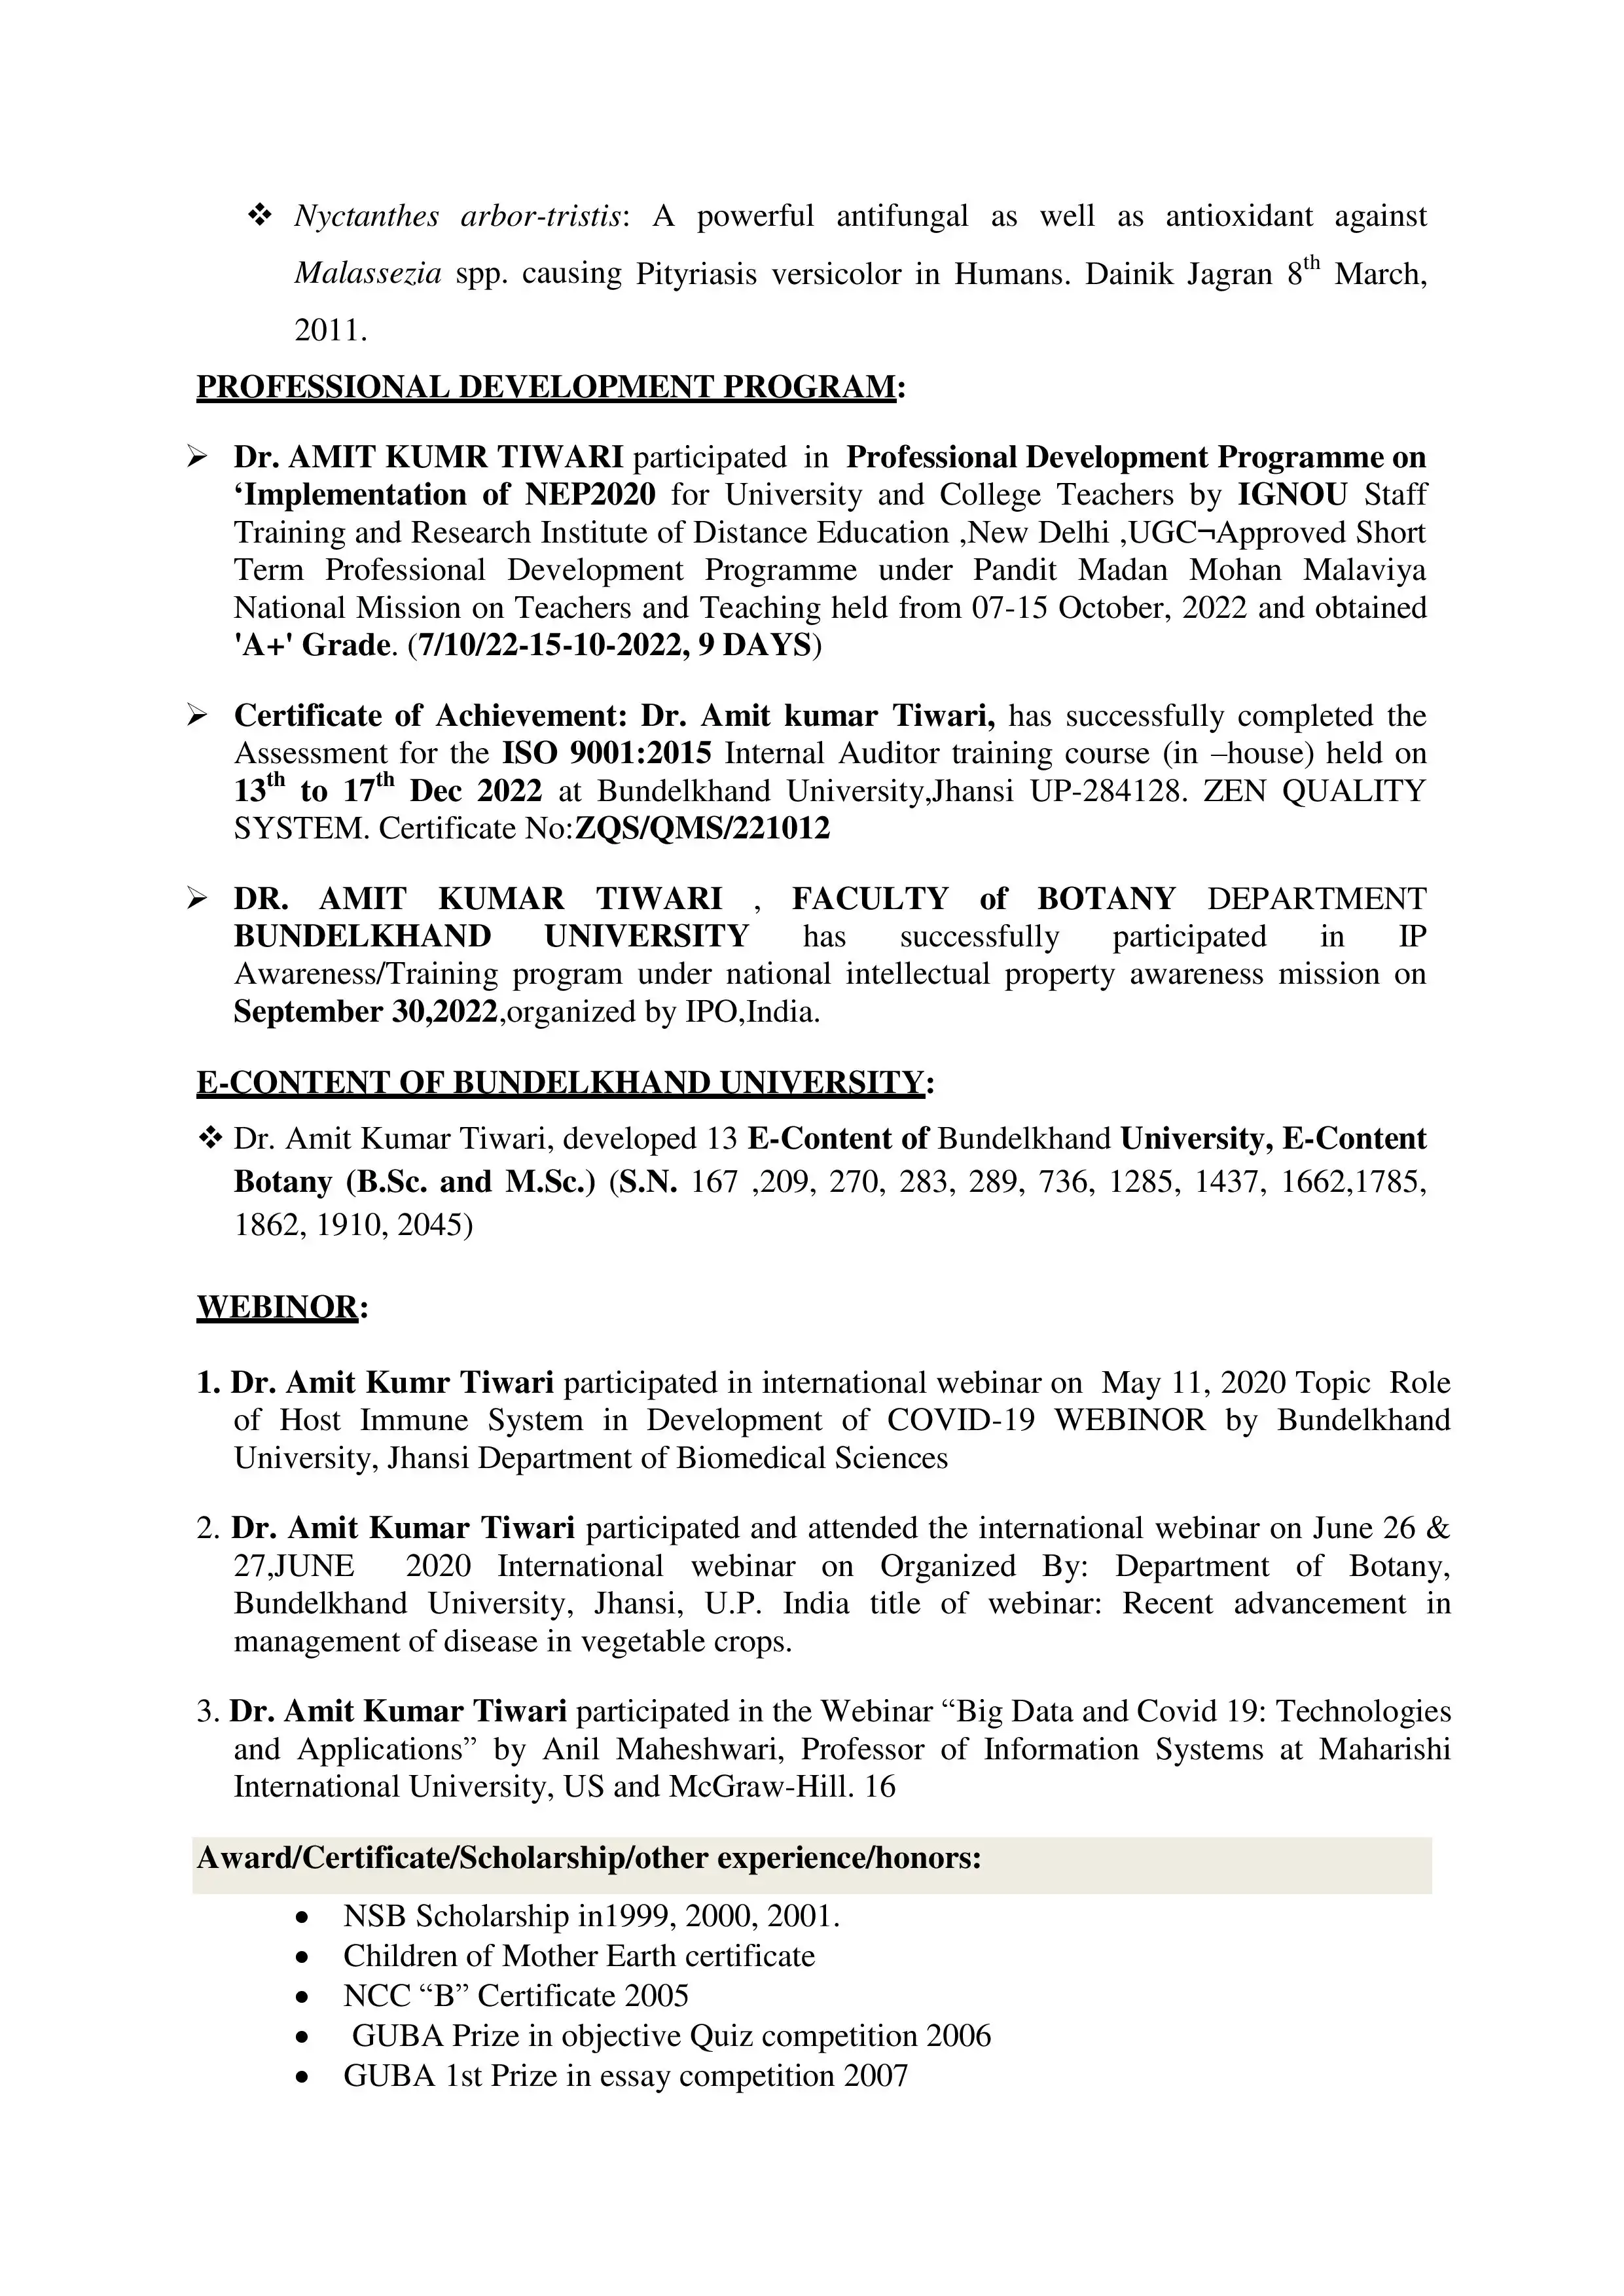 ❖ Nyctanthes arbor-tristis: A powerful antifungal as well as antioxidant against
Malassezia spp. causing Pityriasis versicolor in Humans. Dainik Jagran 8th March,
2011.
PROFESSIONAL DEVELOPMENT PROGRAM:
➢ Dr. AMIT KUMR TIWARI participated in Professional Development Programme on
‘Implementation of NEP2020 for University and College Teachers by IGNOU Staff
Training and Research Institute of Distance Education ,New Delhi ,UGC¬Approved Short
Term Professional Development Programme under Pandit Madan Mohan Malaviya
National Mission on Teachers and Teaching held from 07-15 October, 2022 and obtained
'A+' Grade. (7/10/22-15-10-2022, 9 DAYS)
➢ Certificate of Achievement: Dr. Amit kumar Tiwari, has successfully completed the
Assessment for the ISO 9001:2015 Internal Auditor training course (in –house) held on
13th to 17th Dec 2022 at Bundelkhand University,Jhansi UP-284128. ZEN QUALITY
SYSTEM. Certificate No:ZQS/QMS/221012
➢ DR. AMIT KUMAR TIWARI , FACULTY of BOTANY DEPARTMENT
BUNDELKHAND UNIVERSITY has successfully participated in IP
Awareness/Training program under national intellectual property awareness mission on
September 30,2022,organized by IPO,India.
E-CONTENT OF BUNDELKHAND UNIVERSITY:
❖ Dr. Amit Kumar Tiwari, developed 13 E-Content of Bundelkhand University, E-Content
Botany (B.Sc. and M.Sc.) (S.N. 167 ,209, 270, 283, 289, 736, 1285, 1437, 1662,1785,
1862, 1910, 2045)
WEBINOR:
1. Dr. Amit Kumr Tiwari participated in international webinar on May 11, 2020 Topic Role
of Host Immune System in Development of COVID-19 WEBINOR by Bundelkhand
University, Jhansi Department of Biomedical Sciences
2. Dr. Amit Kumar Tiwari participated and attended the international webinar on June 26 &
27,JUNE 2020 International webinar on Organized By: Department of Botany,
Bundelkhand University, Jhansi, U.P. India title of webinar: Recent advancement in
management of disease in vegetable crops.
3. Dr. Amit Kumar Tiwari participated in the Webinar “Big Data and Covid 19: Technologies
and Applications” by Anil Maheshwari, Professor of Information Systems at Maharishi
International University, US and McGraw-Hill. 16
Award/Certificate/Scholarship/other experience/honors:
• NSB Scholarship in1999, 2000, 2001.
• Children of Mother Earth certificate
• NCC “B” Certificate 2005
• GUBA Prize in objective Quiz competition 2006
• GUBA 1st Prize in essay competition 2007